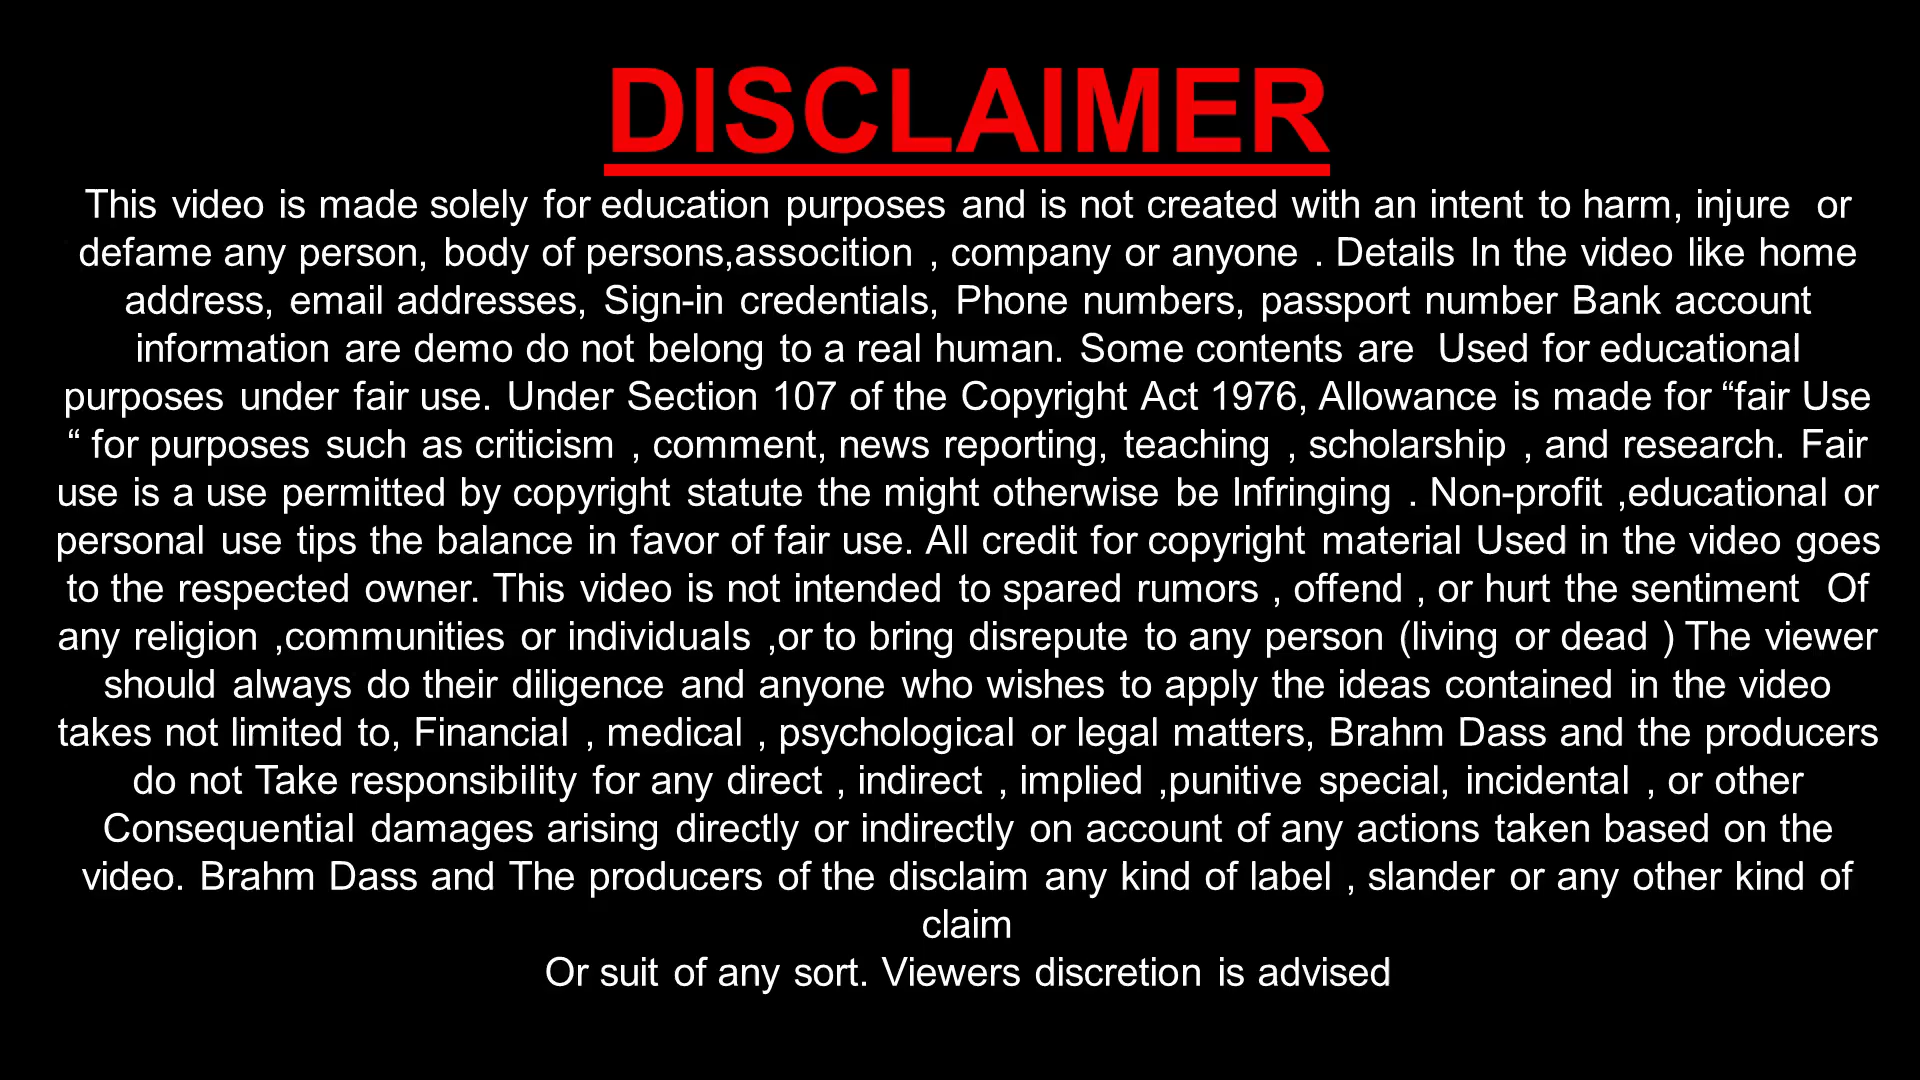 DISCLAIMER
This video is made solely for education purposes and is not created with an intent to harm, injure  or
defame any person, body of persons,assocition , company or anyone . Details In the video like home
address, email addresses, Sign-in credentials, Phone numbers, passport number Bank account
information are demo do not belong to a real human. Some contents are  Used for educational
purposes under fair use. Under Section 107 of the Copyright Act 1976, Allowance is made for “fair Use
“ for purposes such as criticism , comment, news reporting, teaching , scholarship , and research. Fair
use is a use permitted by copyright statute the might otherwise be Infringing . Non-profit ,educational or
personal use tips the balance in favor of fair use. All credit for copyright material Used in the video goes
to the respected owner. This video is not intended to spared rumors , offend , or hurt the sentiment  Of
any religion ,communities or individuals ,or to bring disrepute to any person (living or dead ) The viewer
should always do their diligence and anyone who wishes to apply the ideas contained in the video
takes not limited to, Financial , medical , psychological or legal matters, Brahm Dass and the producers
do not Take responsibility for any direct , indirect , implied ,punitive special, incidental , or other
Consequential damages arising directly or indirectly on account of any actions taken based on the
video. Brahm Dass and The producers of the disclaim any kind of label , slander or any other kind of
claim
Or suit of any sort. Viewers discretion is advised